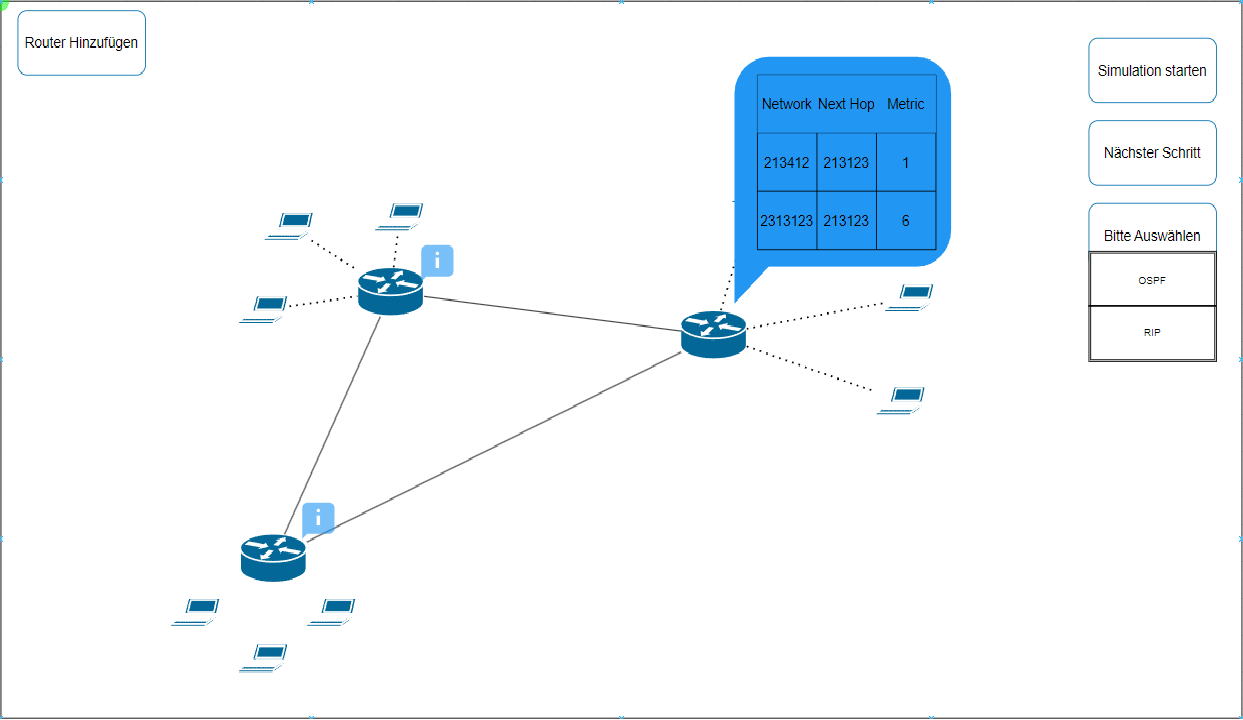 Router Hinzufügen
Simulation starten
Nächster Schritt
Bitte Auswählen
OSPF
RIP
Network Next Hop Metric
213412 213123 1
2313123 213123 6
i
i